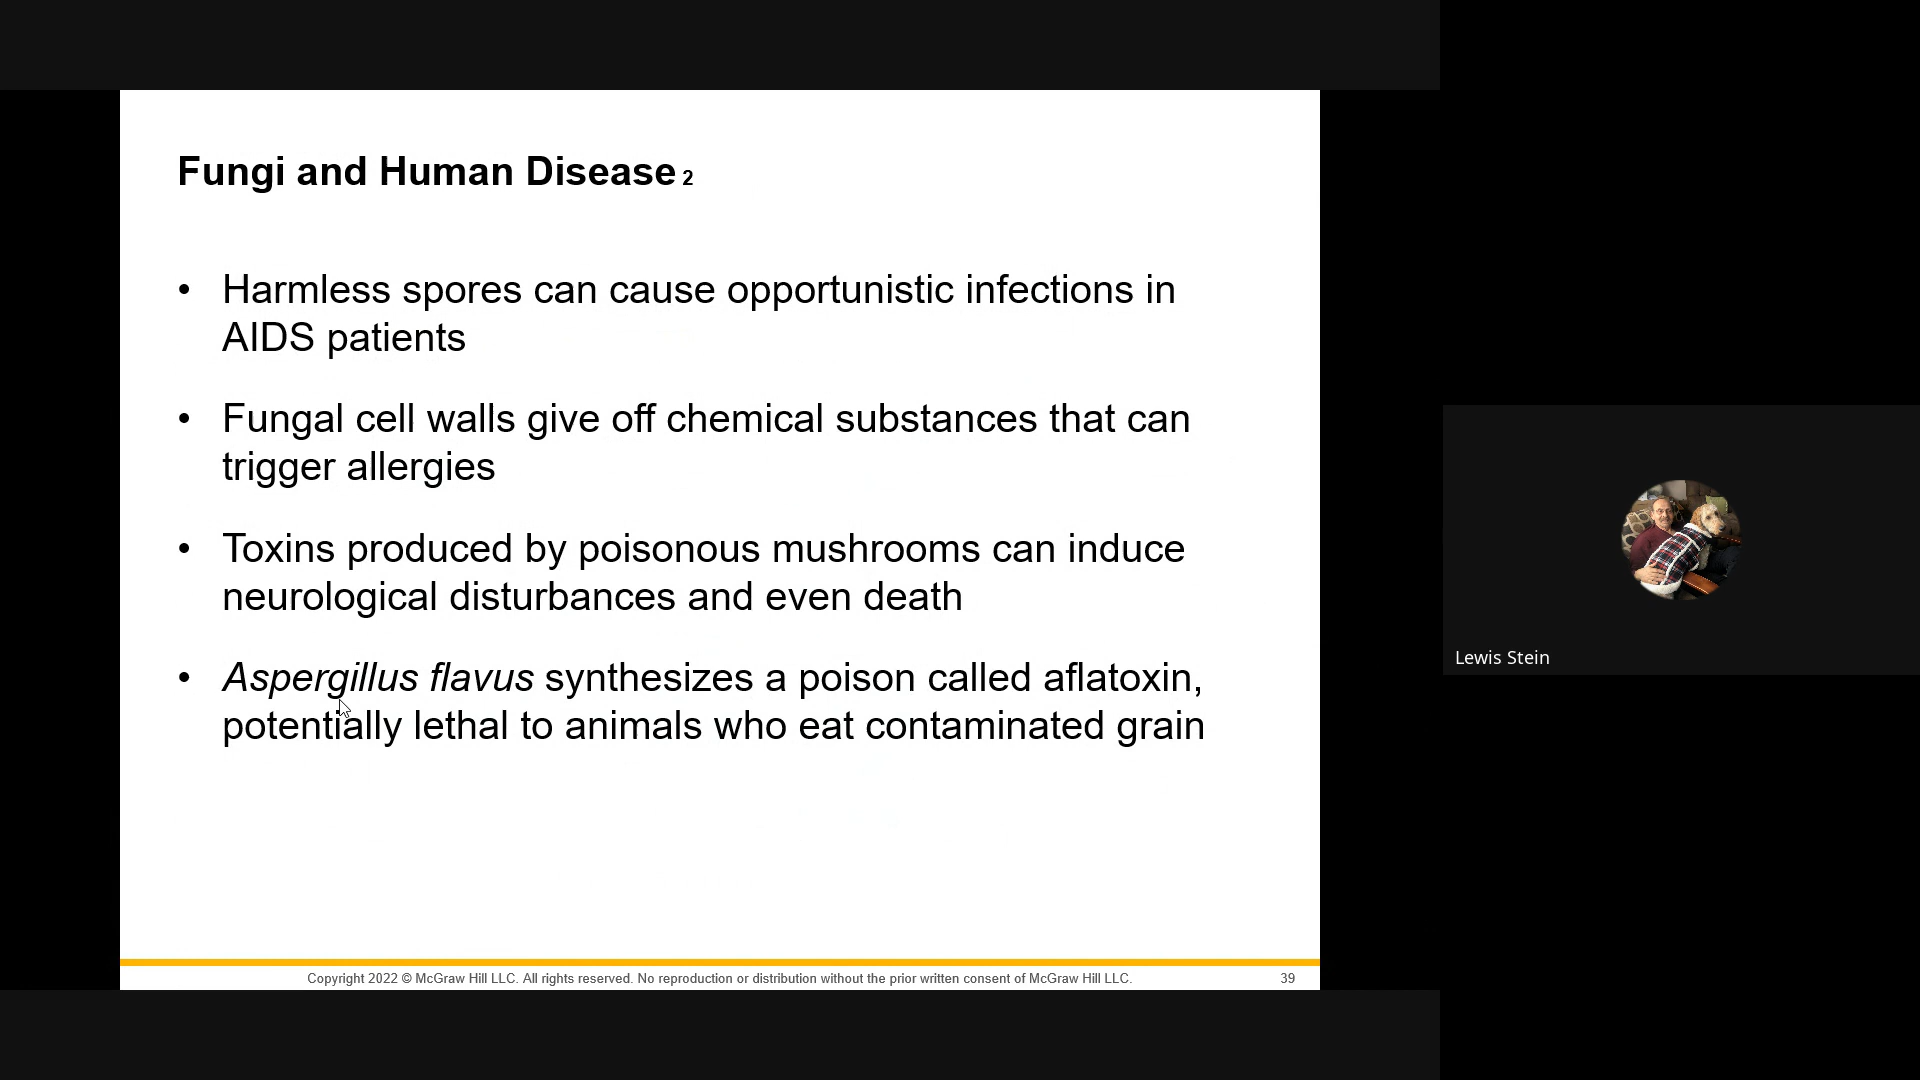 Fungi and Human Disease 2
• Harmless spores can cause opportunistic infections in
AIDS patients
• Fungal cell walls give off chemical substances that can
trigger allergies
• Toxins produced by poisonous mushrooms can induce
neurological disturbances and even death
• Aspergillus flavus synthesizes a poison called aflatoxin,
potentially lethal to animals who eat contaminated grain
Copyright 2022 © McGraw Hill LLC. All rights reserved. No reproduction or distribution without the prior written consent of McGraw Hill LLC.
39
Lewis Stein